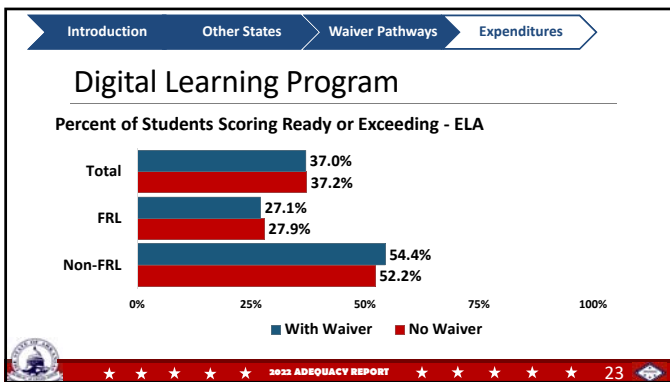 Introduction Other States Waiver Pathways Expenditures
Digital Learning Program
Percent of Students Scoring Ready or Exceeding - ELA
Total 37.0%
37.2%
FRL 27.1%
27.9%
Non-FRL 54.4%
52.2%
0% 25% 50% 75% 100%
With Waiver No Waiver
2022 ADEQUACY REPORT 23